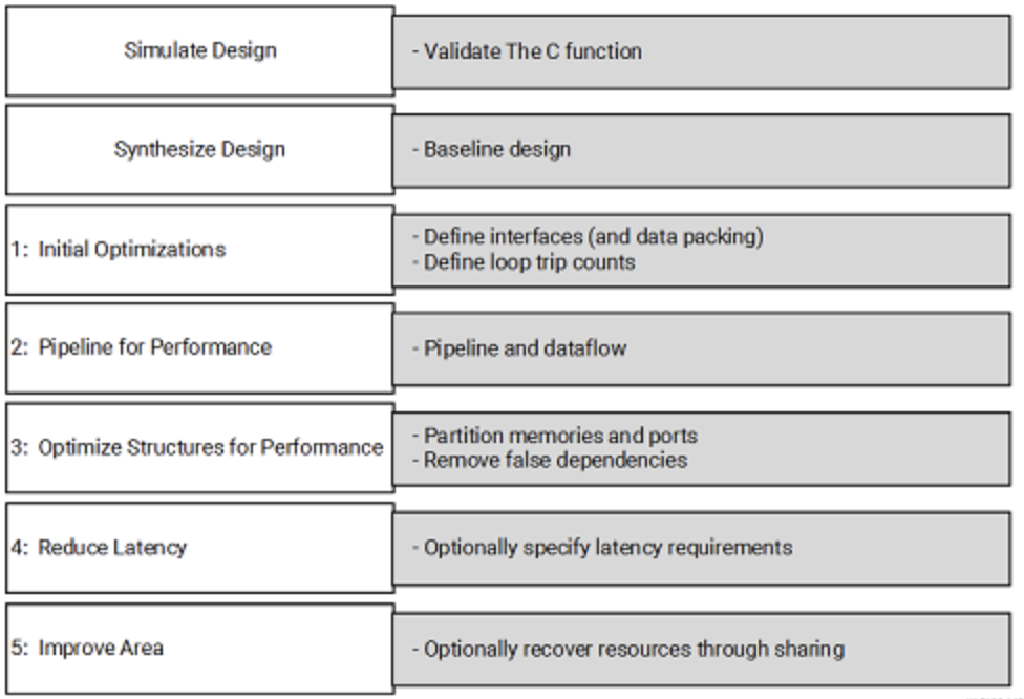 Simulate Design
- Validate The C function
Synthesize Design
- Baseline design
1: Initial Optimizations
- Define interfaces (and data packing)
- Define loop trip counts
2: Pipeline for Performance
- Pipeline and dataflow
3: Optimize Structures for Performance
- Partition memories and ports
- Remove false dependencies
4: Reduce Latency
- Optionally specify latency requirements
5: Improve Area
- Optionally recover resources through sharing